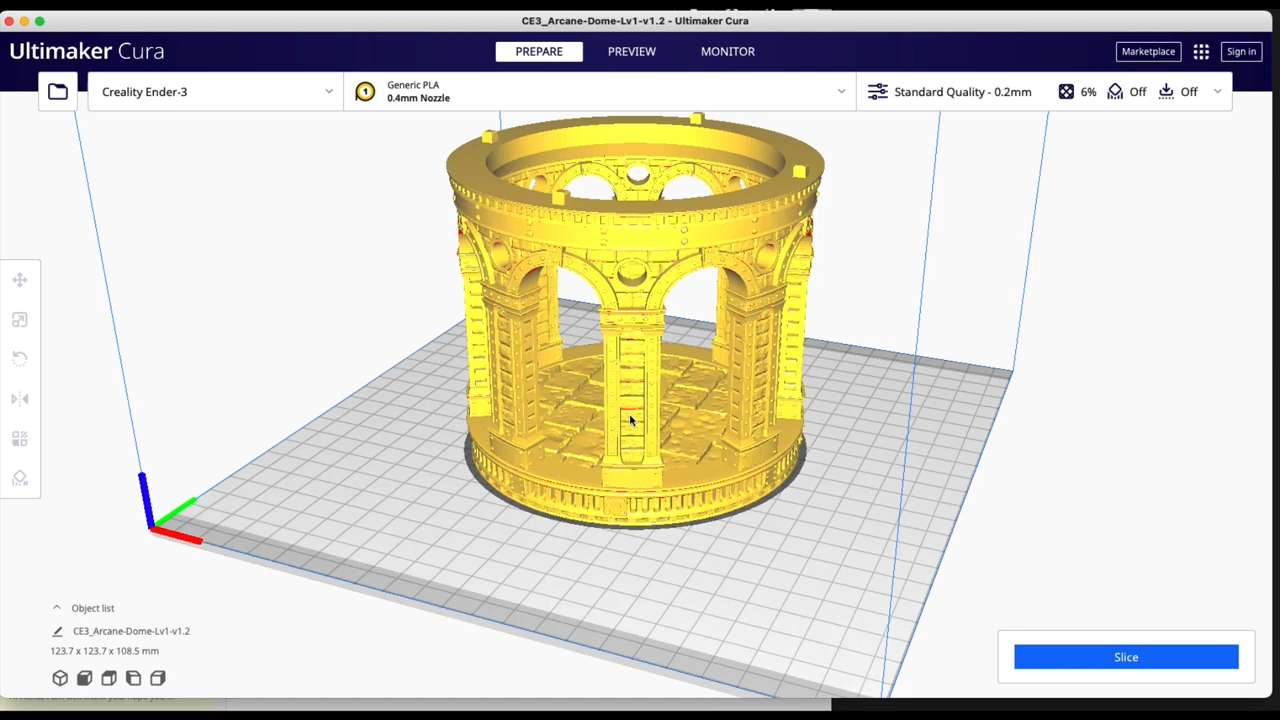 CE3_Arcane-Dome-Lv1-v1.2 - Ultimaker Cura
Ultimaker Cura
PREPARE
PREVIEW
MONITOR
Marketplace
Sign in
Creality Ender-3
1
Generic PLA
0.4mm Nozzle
Standard Quality - 0.2mm
6%
Off
Off
Object list
CE3_Arcane-Dome-Lv1-v1.2
123.7 x 123.7 x 108.5 mm
Slice